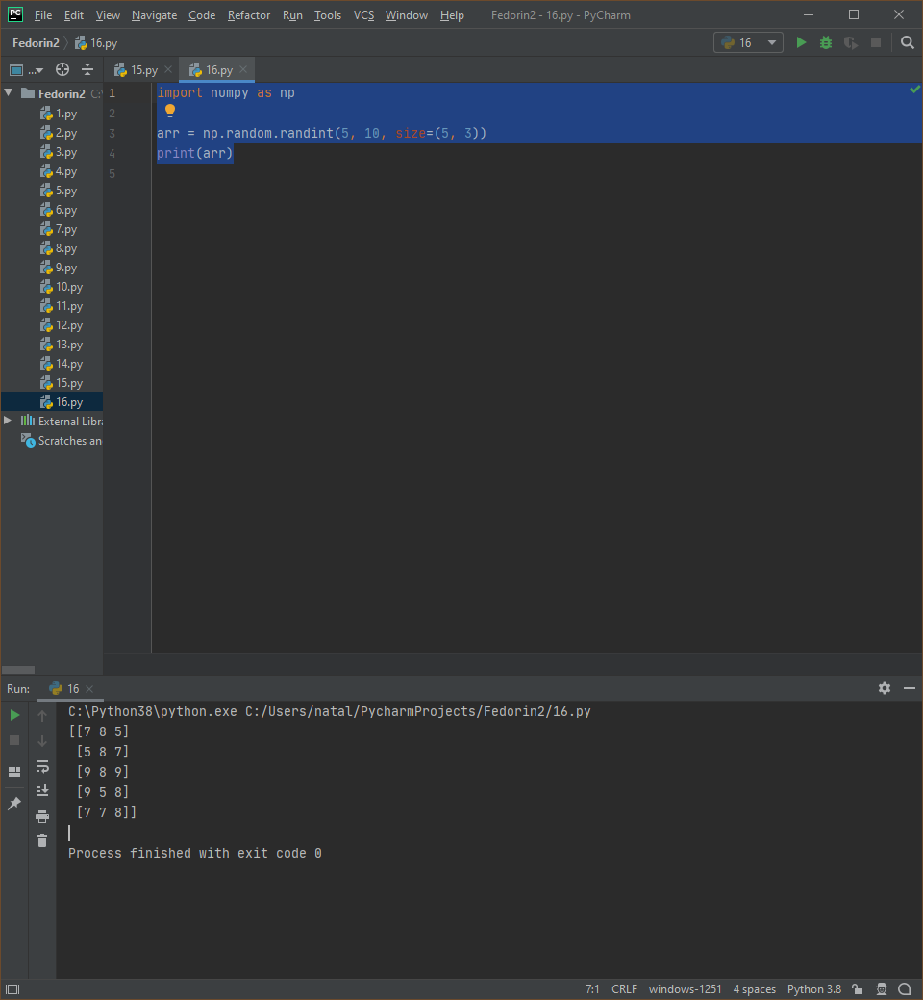 PC File Edit View Navigate Code Refactor Run Tools VCS Window Help Fedorin2 - 16.py - PyCharm
Fedorin2 16.py 16
... 15.py 16.py
Fedorin2 C:\
1.py
2.py
3.py
4.py
5.py
6.py
7.py
8.py
9.py
10.py
11.py
12.py
13.py
14.py
15.py
16.py
External Libra
Scratches an
1 import numpy as np
2
3 arr = np.random.randint(5, 10, size=(5, 3))
4 print(arr)
5
Run: 16
C:\Python38\python.exe C:/Users/natal/PycharmProjects/Fedorin2/16.py
[[7 8 5]
[5 8 7]
[9 8 9]
[9 5 8]
[7 7 8]]
Process finished with exit code 0
7:1 CRLF windows-1251 4 spaces Python 3.8